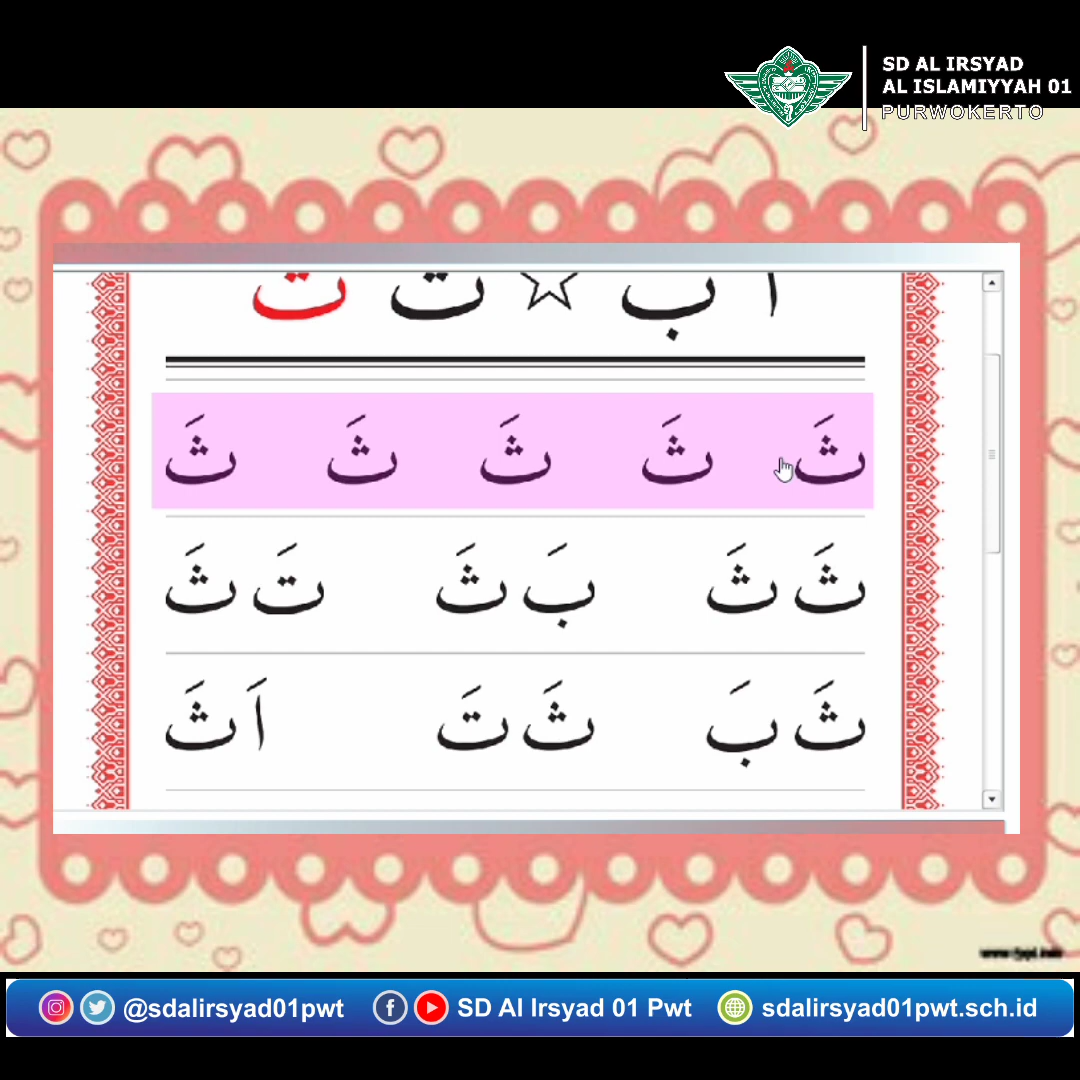 SD AL IRSYAD
AL ISLAMIYYAH 01
PURWOKERTO
ا ب ☆ ت ت
ثَ ثَ ثَ ثَ ثَ
ثَ ثَ بَ ثَ تَ ثَ
ثَ بَ ثَ تَ اَ ثَ
@sdalirsyad01pwt SD Al Irsyad 01 Pwt sdalirsyad01pwt.sch.id